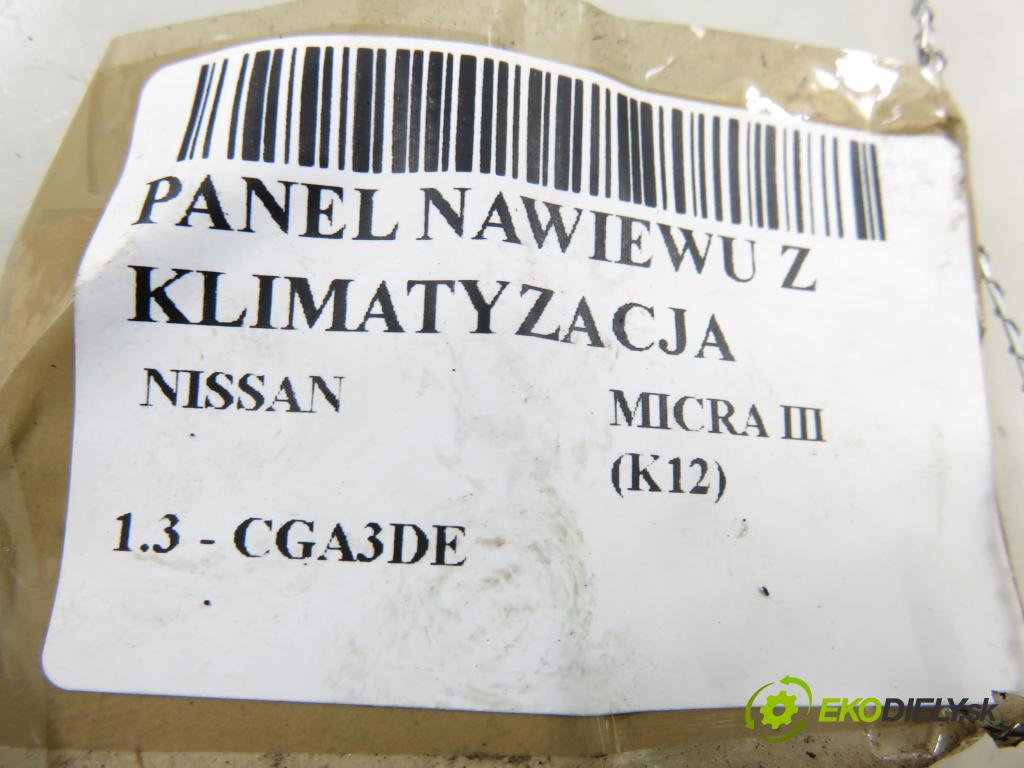 PANEL NAWIEWU Z
KLIMATYZACJA
NISSAN
MICRA III
(K12)
1.3 - CGA3DE
EKODIELY.sk